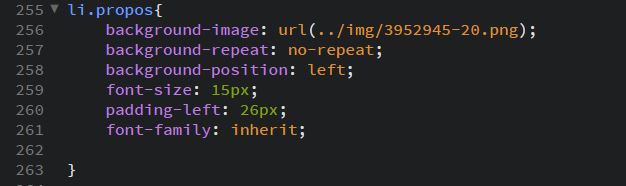 255 li.propos{
256 background-image: url(../img/3952945-20.png);
257 background-repeat: no-repeat;
258 background-position: left;
259 font-size: 15px;
260 padding-left: 26px;
261 font-family: inherit;
262
263 }